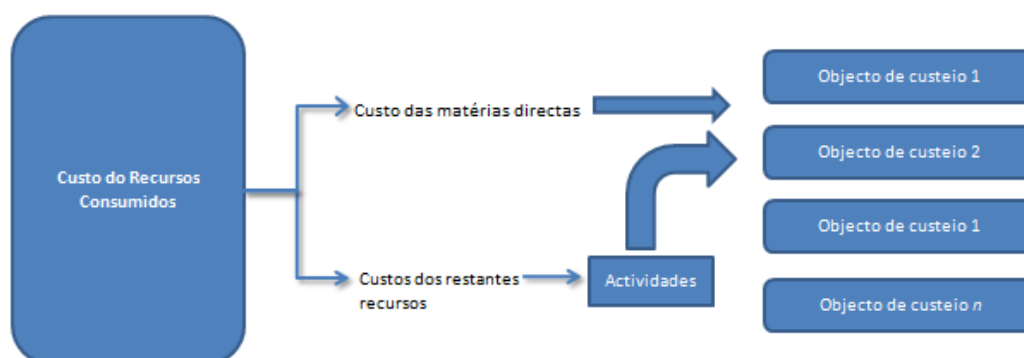 Custo do Recursos
Consumidos
Custo das matérias directas
Custos dos restantes
recursos
Actividades
Objecto de custeio 1
Objecto de custeio 2
Objecto de custeio 1
Objecto de custeio n